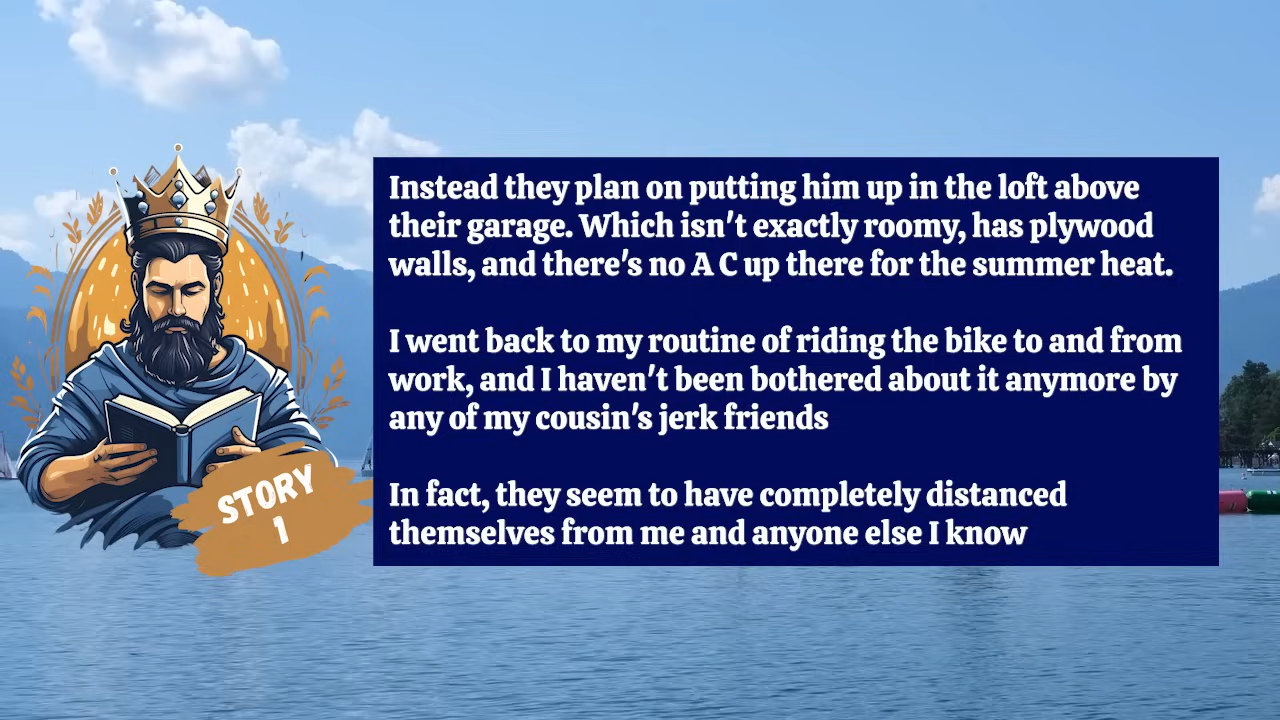 Instead they plan on putting him up in the loft above
their garage. Which isn't exactly roomy, has plywood
walls, and there's no A C up there for the summer heat.
I went back to my routine of riding the bike to and from
work, and I haven't been bothered about it anymore by
any of my cousin's jerk friends
In fact, they seem to have completely distanced
themselves from me and anyone else I know
STORY
1